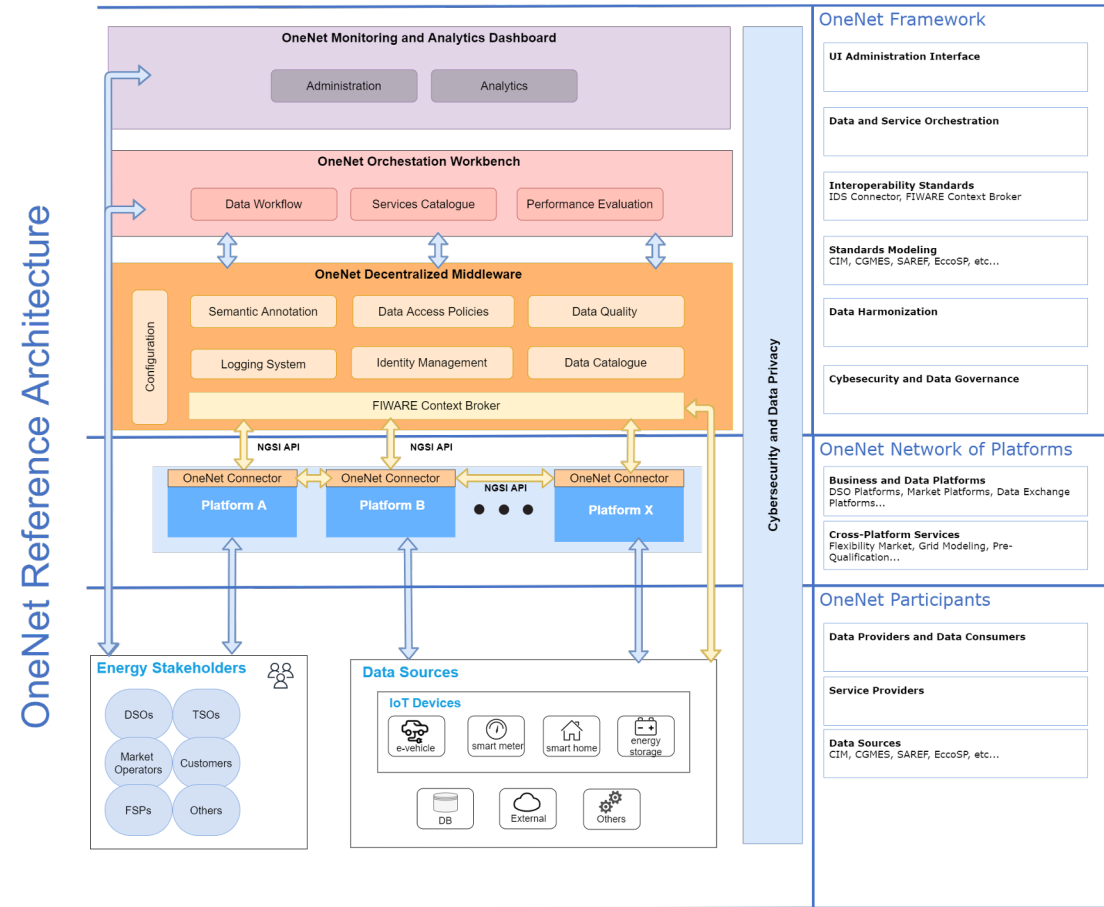 OneNet Reference Architecture
OneNet Monitoring and Analytics Dashboard
Administration
Analytics
OneNet Orchestation Workbench
Data Workflow
Services Catalogue
Performance Evaluation
OneNet Decentralized Middleware
Configuration
Semantic Annotation
Data Access Policies
Data Quality
Logging System
Identity Management
Data Catalogue
FIWARE Context Broker
NGSI API
NGSI API
OneNet Connector
OneNet Connector
OneNet Connector
NGSI API
Platform A
Platform B
Platform X
Energy Stakeholders
DSOs
TSOs
Market
Operators
Customers
FSPs
Others
Data Sources
IoT Devices
e-vehicle
smart meter
smart home
energy
storage
DB
External
Others
Cybersecurity and Data Privacy
OneNet Framework
UI Administration Interface
Data and Service Orchestration
Interoperability Standards
IDS Connector, FIWARE Context Broker
Standards Modeling
CIM, CGMES, SAREF, EccoSP, etc...
Data Harmonization
Cybesecurity and Data Governance
OneNet Network of Platforms
Business and Data Platforms
DSO Platforms, Market Platforms, Data Exchange
Platforms...
Cross-Platform Services
Flexibility Market, Grid Modeling, Pre-
Qualification...
OneNet Participants
Data Providers and Data Consumers
Service Providers
Data Sources
CIM, CGMES, SAREF, EccoSP, etc...